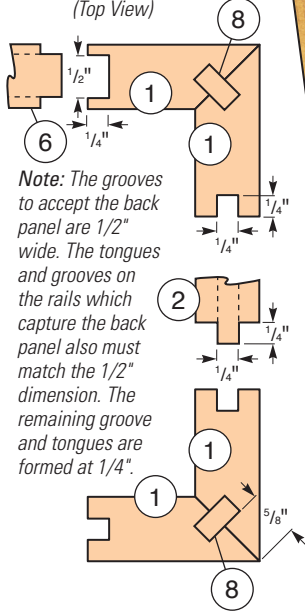 (Top View)
8
1/2"
1
6
1/4"
1
Note: The grooves
to accept the back
panel are 1/2"
wide. The tongues
and grooves on
the rails which
capture the back
panel also must
match the 1/2"
dimension. The
remaining groove
and tongues are
formed at 1/4".
1/4"
1/4"
2
1/4"
1/4"
1
1
5/8"
8